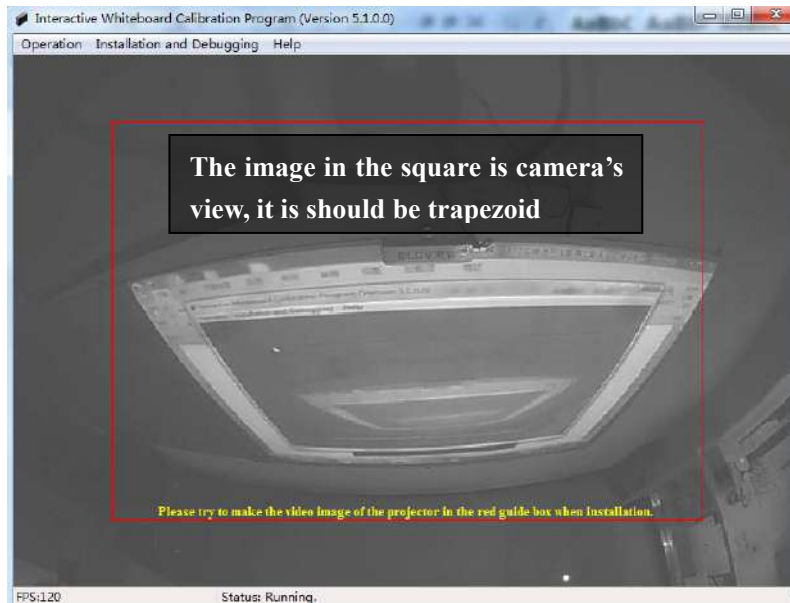 Interactive Whiteboard Calibration Program (Version 5.1.0.0)
Operation Installation and Debugging Help
The image in the square is camera's
view, it is should be trapezoid
Please try to make the video image of the projector in the red guide box when installation.
FPS:120 Status: Running.